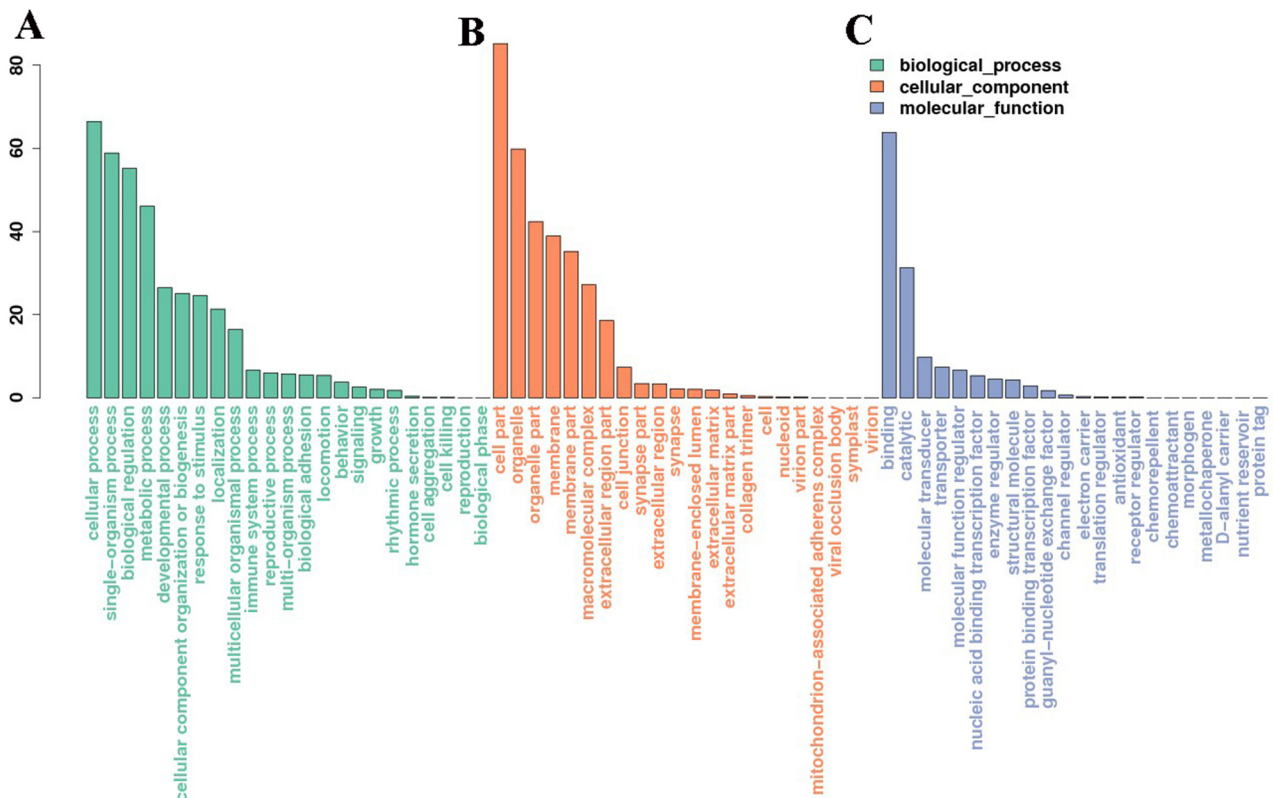 A
B
C
80
60
40
20
0
biological_process
cellular_component
molecular_function
cellular process
single−organism process
biological regulation
metabolic process
developmental process
cellular component organization or biogenesis
response to stimulus
localization
multicellular organismal process
immune system process
reproductive process
multi−organism process
biological adhesion
locomotion
behavior
signaling
growth
rhythmic process
hormone secretion
cell aggregation
cell killing
reproduction
biological phase
cell part
organelle
organelle part
membrane
membrane part
macromolecular complex
extracellular region part
cell junction
synapse part
extracellular region
synapse
membrane−enclosed lumen
extracellular matrix
extracellular matrix part
collagen trimer
cell
nucleoid
virion part
mitochondrion−associated adherens complex
viral occlusion body
symplast
virion
binding
catalytic
molecular transducer
transporter
molecular function regulator
nucleic acid binding transcription factor
enzyme regulator
structural molecule
protein binding transcription factor
guanyl−nucleotide exchange factor
channel regulator
electron carrier
translation regulator
antioxidant
receptor regulator
chemorepellent
chemoattractant
morphogen
metallochaperone
D−alanyl carrier
nutrient reservoir
protein tag